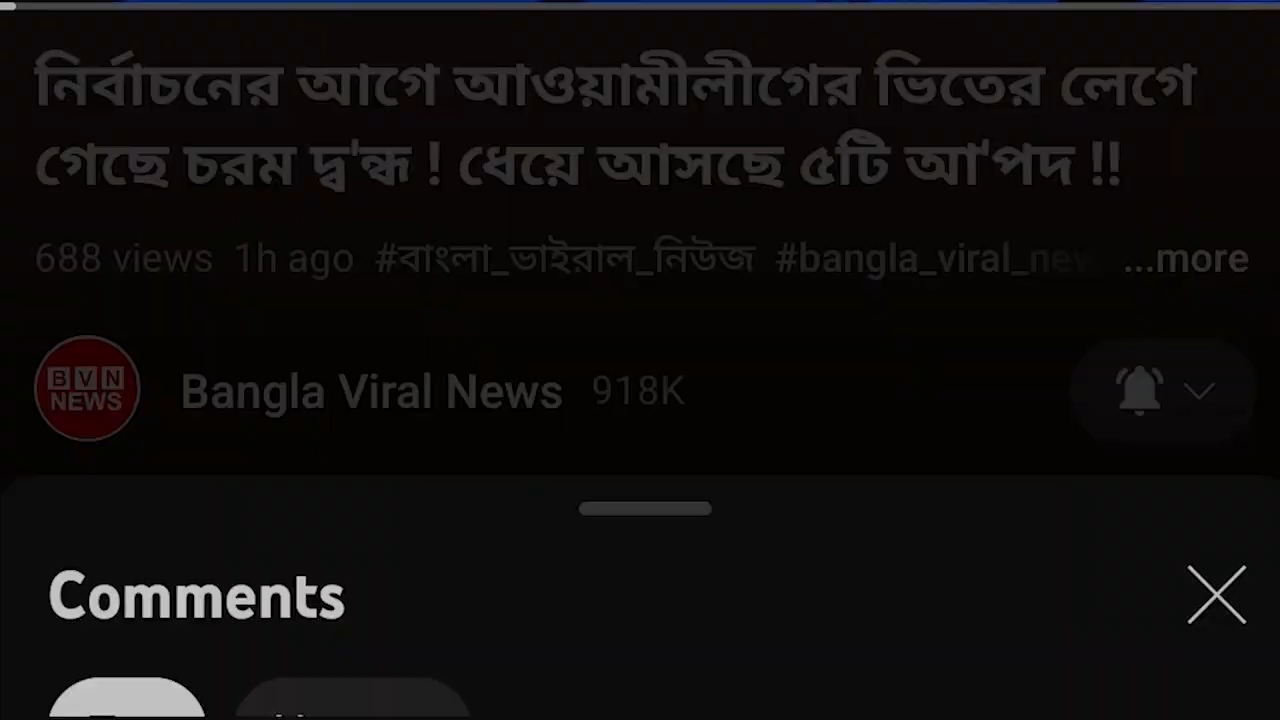 নির্বাচনের আগে আওয়ামীলীগের ভিতের লেগে
গেছে চরম দ্ব'ন্ধ ! ধেয়ে আসছে ৫টি আ'পদ !!
688 views 1h ago #বাংলা_ভাইরাল_নিউজ #bangla_viral_new ...more
BVN
NEWS
Bangla Viral News 918K
Comments